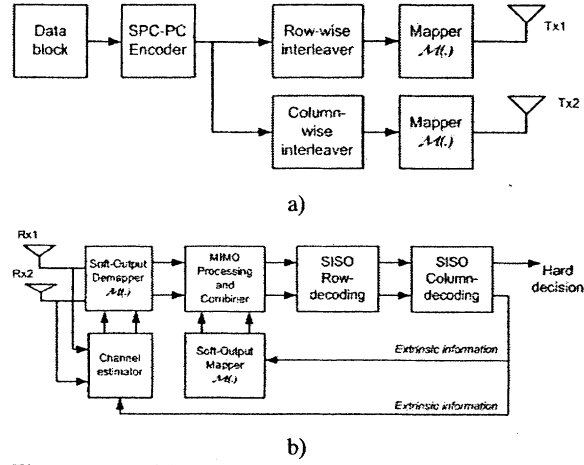 Data
block
SPC-PC
Encoder
Row-wise
interleaver
Mapper
M(.)
Tx1
Column-
wise
interleaver
Mapper
M(.)
Tx2
a)
Rx1
Rx2
Soft-Output
Demapper
M(.)
MIMO
Processing
and
Combiner
SISO
Row-
decoding
SISO
Column-
decoding
Hard
decision
Channel
estimator
Soft-Output
Mapper
M(.)
Extrinsic information
Extrinsic information
b)